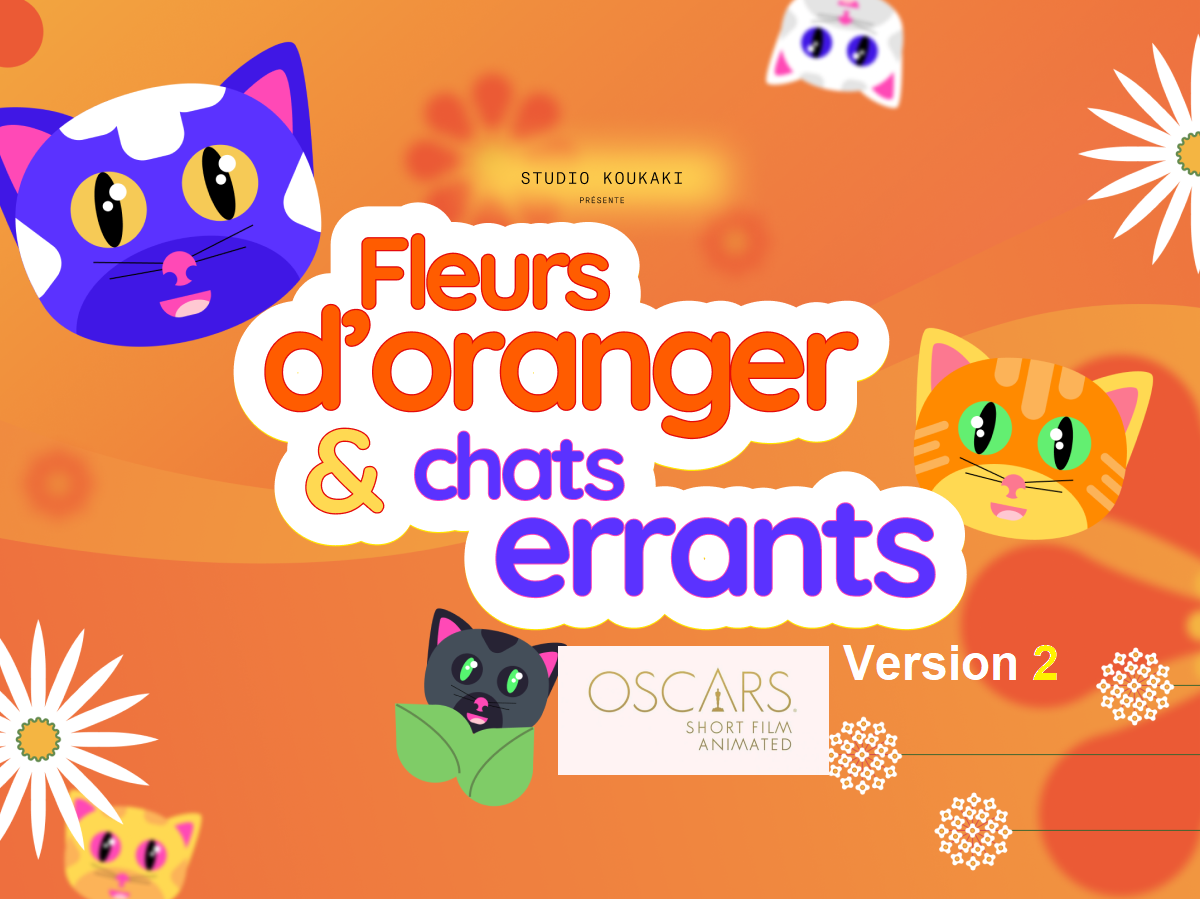 STUDIO KOUKAKI
PRÉSENTE
Fleurs
d'oranger
& chats
errants
Version 2
OSCARS
SHORT FILM
ANIMATED